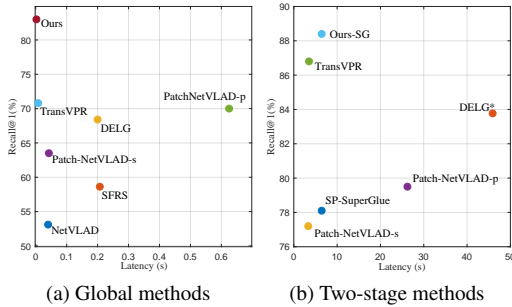 Ours
TransVPR
PatchNetVLAD-p
DELG
Patch-NetVLAD-s
SFRS
NetVLAD
Recall@1(%)
80
75
70
65
60
55
50
0
0.1
0.2
0.3
0.4
0.5
0.6
Latency (s)
(a) Global methods
Ours-SG
TransVPR
DELG*
Patch-NetVLAD-p
SP-SuperGlue
Patch-NetVLAD-s
Recall@1(%)
90
88
86
84
82
80
78
76
0
10
20
30
40
50
Latency (s)
(b) Two-stage methods